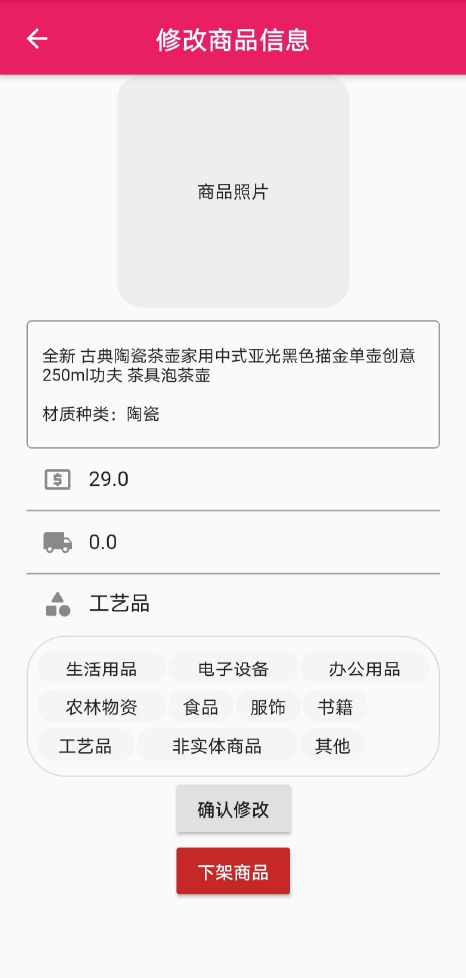 修改商品信息
商品照片
全新 古典陶瓷茶壶家用中式亚光黑色描金单壶创意
250ml功夫 茶具泡茶壶
材质种类：陶瓷
29.0
0.0
工艺品
生活用品 电子设备 办公用品
农林物资 食品 服饰 书籍
工艺品 非实体商品 其他
确认修改
下架商品